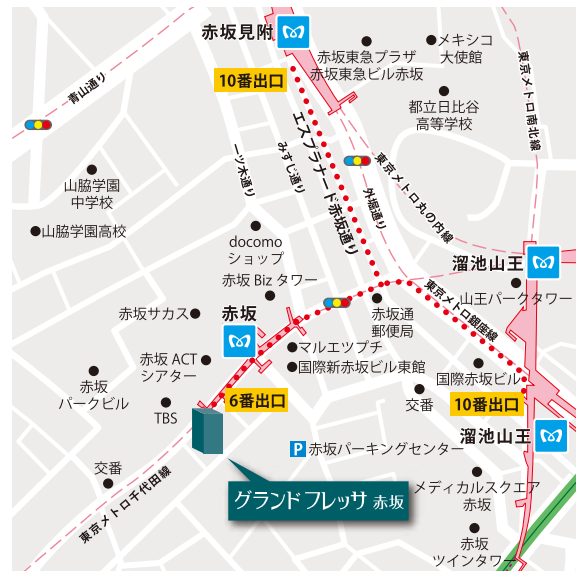 赤坂見附
赤坂東急プラザ
赤坂東急ビル赤坂
メキシコ
大使館
東京メトロ南北線
青山通り
10番出口
都立日比谷
高等学校
エスプラナード赤坂通り
みすじ通り
一ツ木通り
外堀通り
東京メトロ丸の内線
山脇学園
中学校
山脇学園高校
docomo
ショップ
赤坂 Biz タワー
溜池山王
山王パークタワー
東京メトロ銀座線
赤坂サカス
赤坂
赤坂通
郵便局
マルエツプチ
国際新赤坂ビル東館
赤坂 ACT
シアター
国際赤坂ビル
赤坂
パークビル
TBS
6番出口
交番
10番出口
溜池山王
P
赤坂パーキングセンター
交番
東京メトロ千代田線
グランド フレッサ 赤坂
メディカルスクエア
赤坂
赤坂
ツインタワー